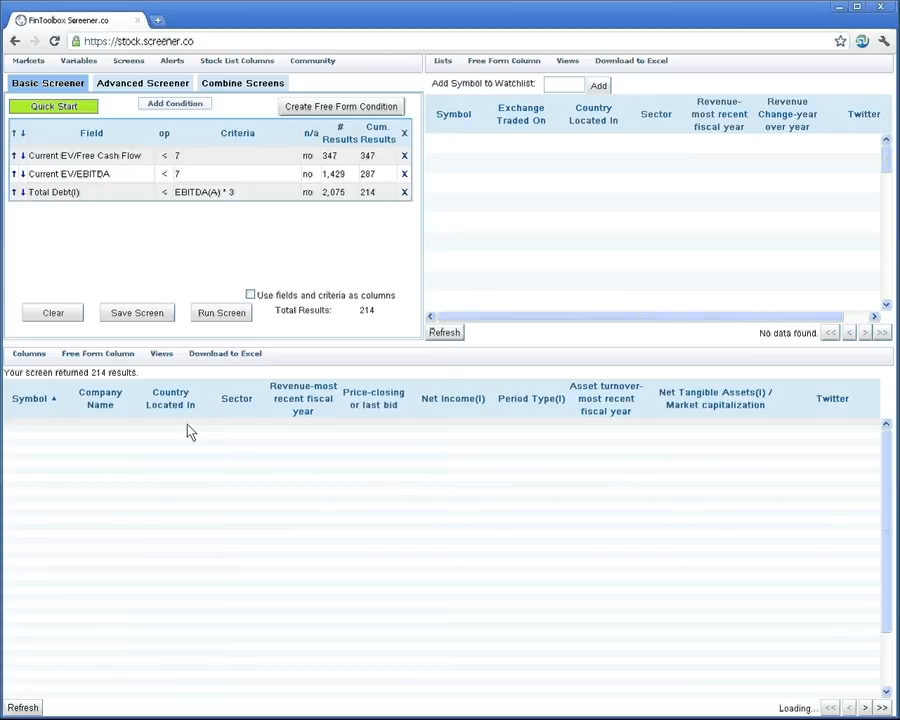 FinToolbox Screener.co
https://stock.screener.co
Markets Variables Screens Alerts Stock List Columns Community
Basic Screener Advanced Screener Combine Screens
Quick Start Add Condition Create Free Form Condition
↑ ↓ Field op Criteria n/a # Results Cum. Results X
↑ ↓ Current EV/Free Cash Flow < 7 no 347 347 X
↑ ↓ Current EV/EBITDA < 7 no 1,429 287 X
↑ ↓ Total Debt(I) < EBITDA(A) * 3 no 2,075 214 X
Use fields and criteria as columns
Clear Save Screen Run Screen Total Results: 214
Lists Free Form Column Views Download to Excel
Add Symbol to Watchlist: Add
Symbol Exchange Traded On Country Located In Sector Revenue-most recent fiscal year Revenue Change-year over year Twitter
Refresh No data found. << < > >>
Columns Free Form Column Views Download to Excel
Your screen returned 214 results.
Symbol ▲ Company Name Country Located In Sector Revenue-most recent fiscal year Price-closing or last bid Net Income(I) Period Type(I) Asset turnover-most recent fiscal year Net Tangible Assets(I) / Market capitalization Twitter
Refresh Loading... << < > >>